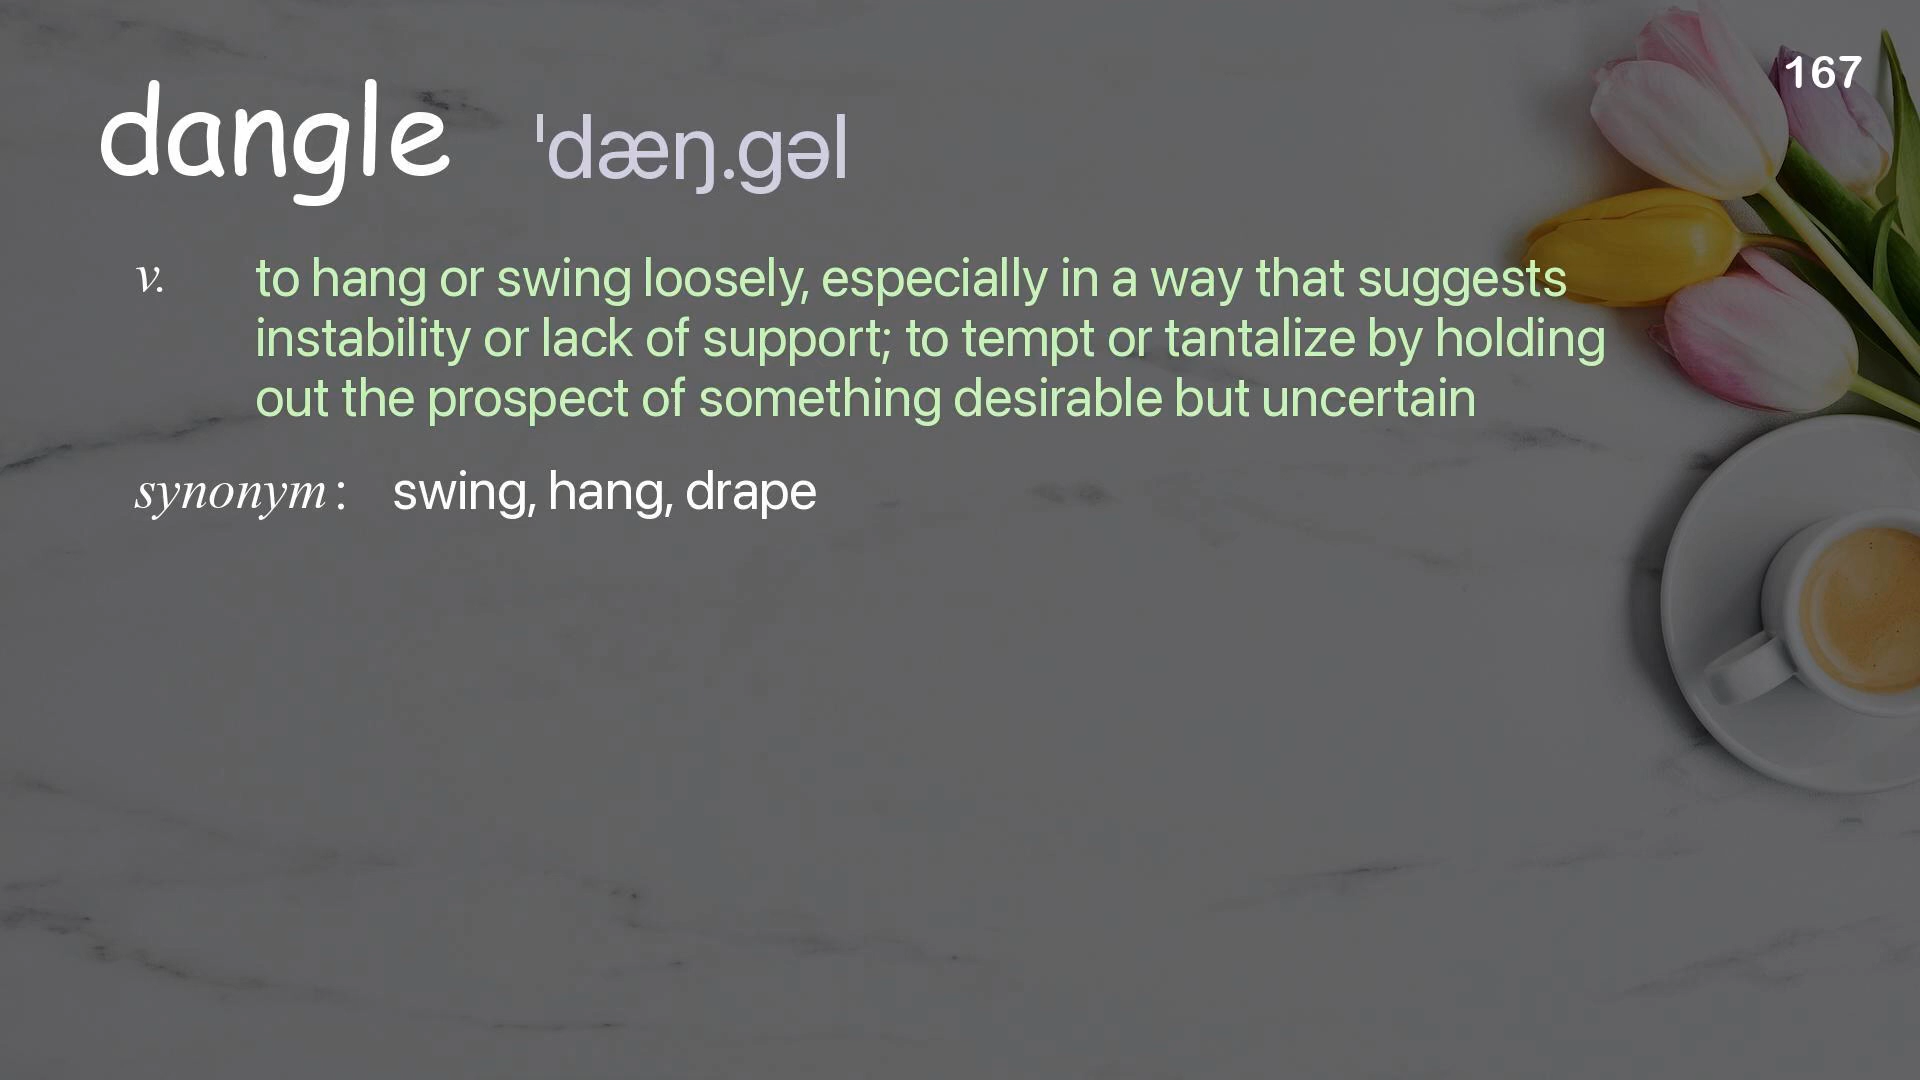 167
dangle ˈdæŋ.gəl
v. to hang or swing loosely, especially in a way that suggests
instability or lack of support; to tempt or tantalize by holding
out the prospect of something desirable but uncertain
synonym : swing, hang, drape